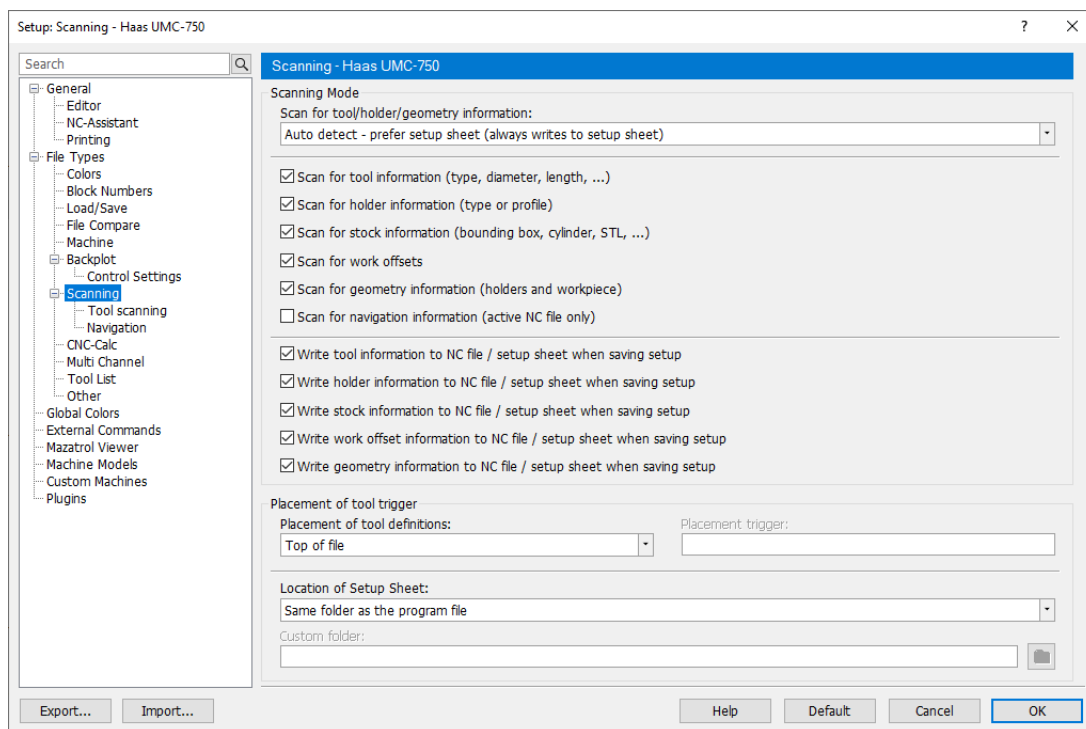 Setup: Scanning - Haas UMC-750
?
Search
General
Editor
NC-Assistant
Printing
File Types
Colors
Block Numbers
Load/Save
File Compare
Machine
Backplot
Control Settings
Scanning
Tool scanning
Navigation
CNC-Calc
Multi Channel
Tool List
Other
Global Colors
External Commands
Mazatrol Viewer
Machine Models
Custom Machines
Plugins
Scanning - Haas UMC-750
Scanning Mode
Scan for tool/holder/geometry information:
Auto detect - prefer setup sheet (always writes to setup sheet)
Scan for tool information (type, diameter, length, ...)
Scan for holder information (type or profile)
Scan for stock information (bounding box, cylinder, STL, ...)
Scan for work offsets
Scan for geometry information (holders and workpiece)
Scan for navigation information (active NC file only)
Write tool information to NC file / setup sheet when saving setup
Write holder information to NC file / setup sheet when saving setup
Write stock information to NC file / setup sheet when saving setup
Write work offset information to NC file / setup sheet when saving setup
Write geometry information to NC file / setup sheet when saving setup
Placement of tool trigger
Placement of tool definitions:
Placement trigger:
Top of file
Location of Setup Sheet:
Same folder as the program file
Custom folder:
Export...
Import...
Help
Default
Cancel
OK